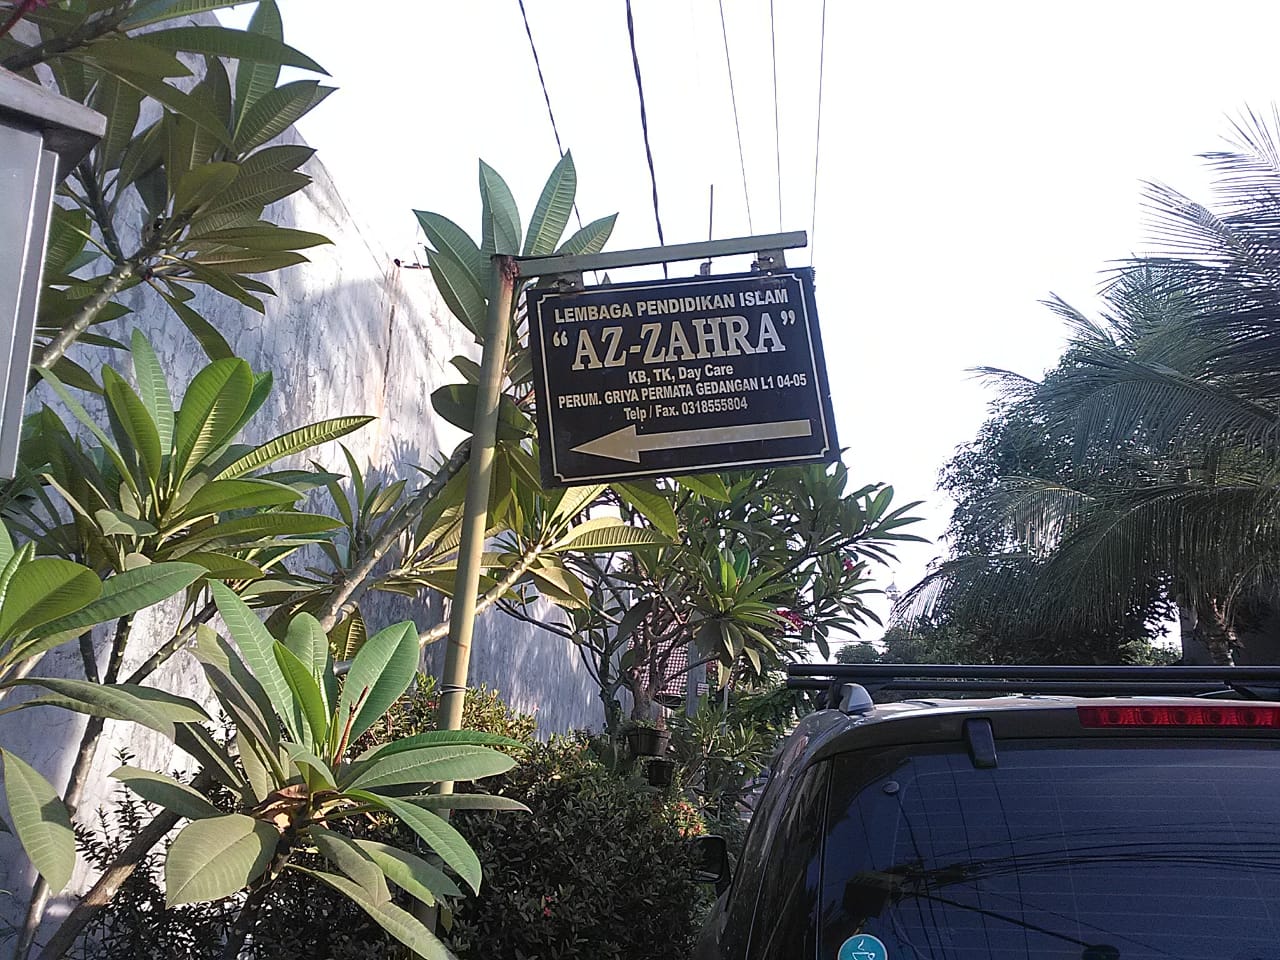 LEMBAGA PENDIDIKAN ISLAM
"AZ-ZAHRA"
KB, TK, Day Care
PERUM. GRIYA PERMATA GEDANGAN L1 04-05
Telp / Fax. 0318555804